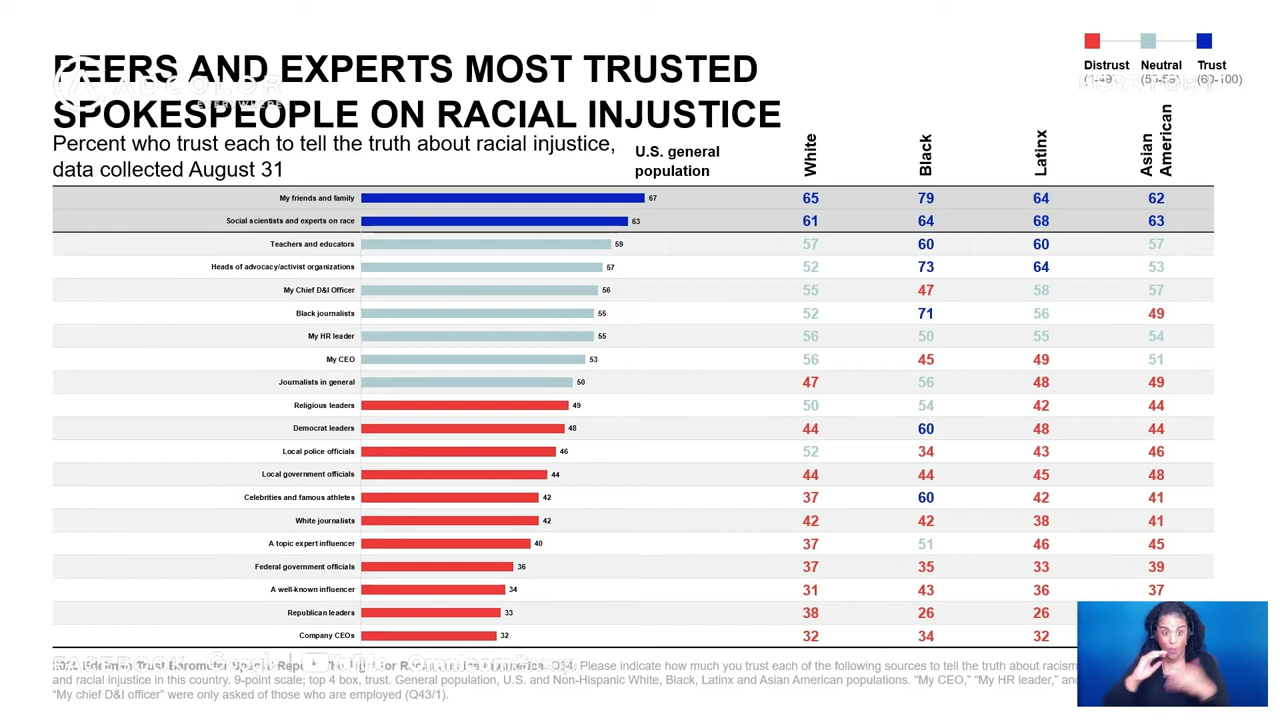 PEERS AND EXPERTS MOST TRUSTED
SPOKESPEOPLE ON RACIAL INJUSTICE
Percent who trust each to tell the truth about racial injustice,
data collected August 31
ADCOLOR
EVERYWHERE
Distrust Neutral Trust
(1-49) (50-59) (60-100)
U.S. general
population
White
Black
Latinx
Asian
American
My friends and family 67 65 79 64 62
Social scientists and experts on race 63 61 64 68 63
Teachers and educators 59 57 60 60 57
Heads of advocacy/activist organizations 57 52 73 64 53
My Chief D&I Officer 56 55 47 58 57
Black journalists 55 52 71 56 49
My HR leader 55 56 50 55 54
My CEO 53 56 45 49 51
Journalists in general 50 47 56 48 49
Religious leaders 49 50 54 42 44
Democrat leaders 48 44 60 48 44
Local police officials 46 52 34 43 46
Local government officials 44 44 44 45 48
Celebrities and famous athletes 42 37 60 42 41
White journalists 42 42 42 38 41
A topic expert influencer 40 37 51 46 45
Federal government officials 36 37 35 33 39
A well-known influencer 34 31 43 36 37
Republican leaders 33 38 26 26
Company CEOs 32 32 34 32
Edelman Trust Barometer Please indicate how much you trust each of the following sources to tell the truth about racism
and racial injustice in this country. 9-point scale; top 4 box, trust. General population, U.S. and Non-Hispanic White, Black, Latinx and Asian American populations. “My CEO,” “My HR leader,” and
“My chief D&I officer” were only asked of those who are employed (Q43/1).